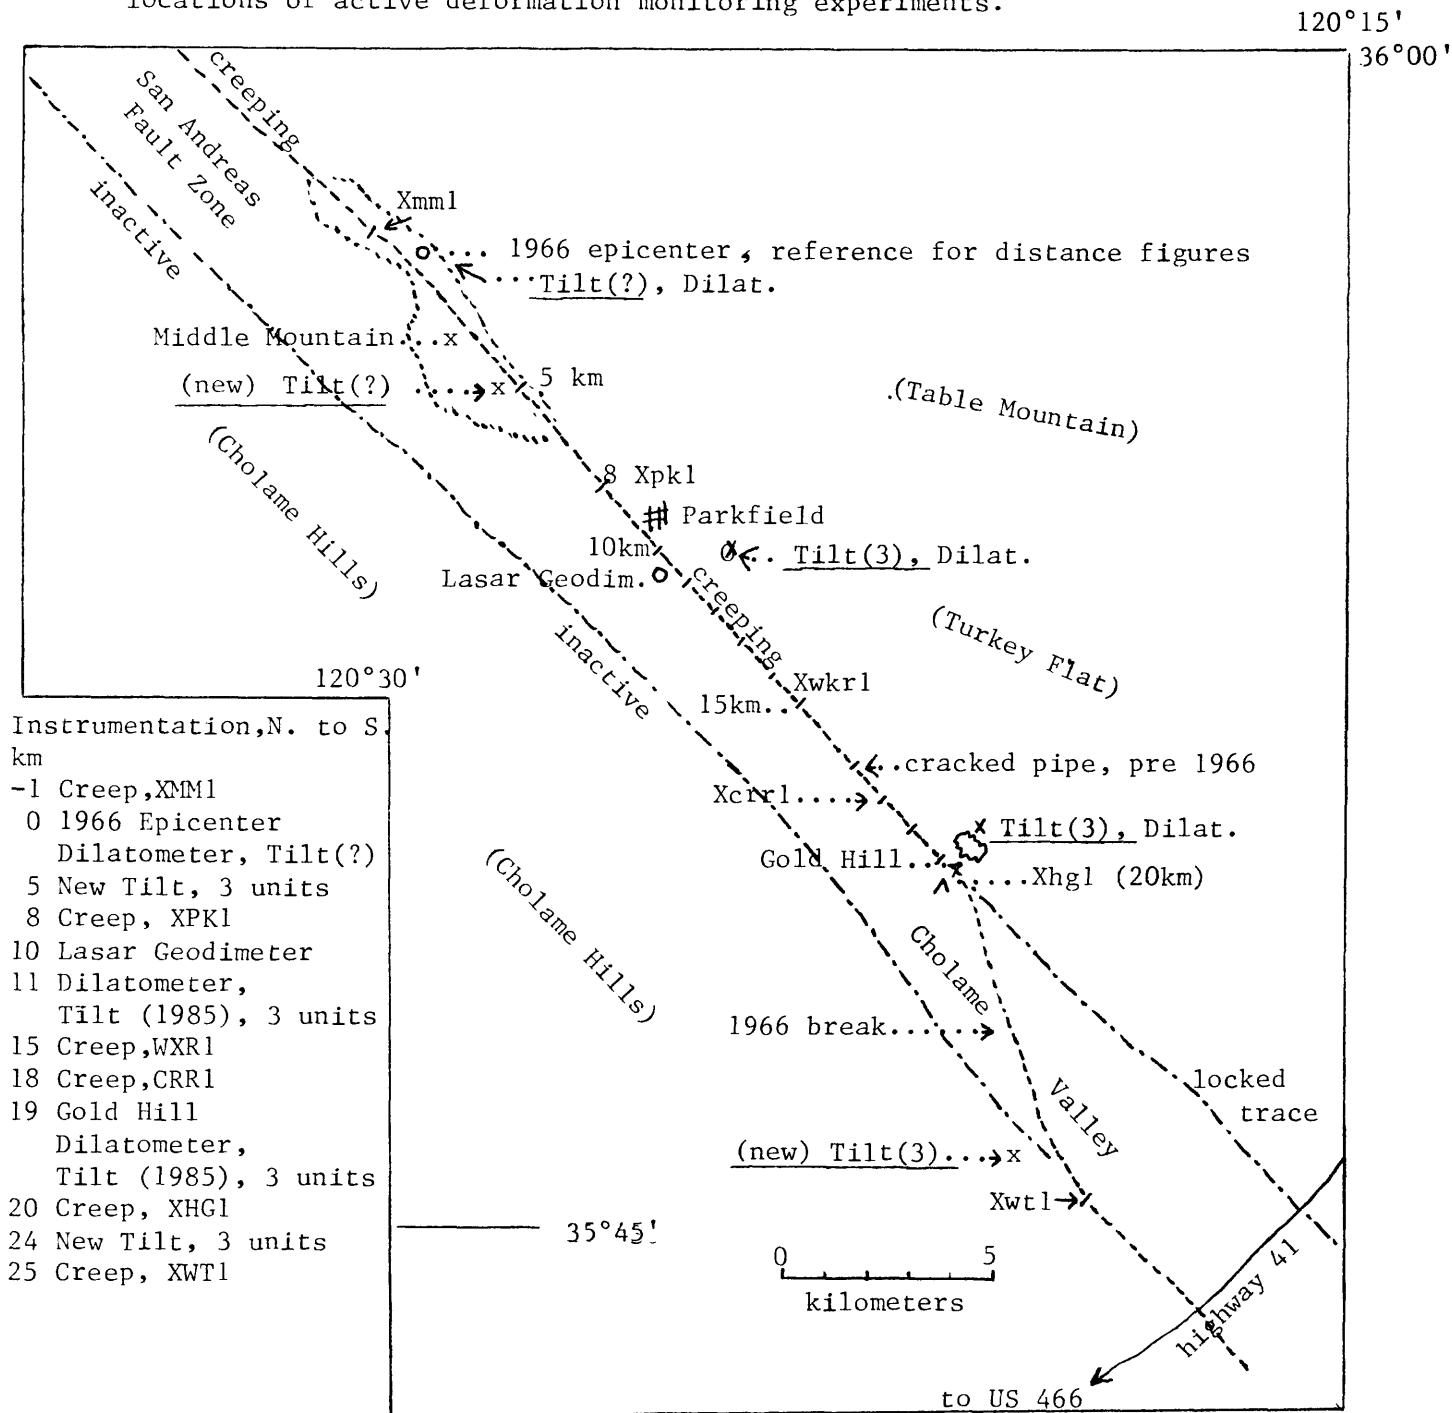 locations of active deformation monitoring experiments.
120°15'
36°00'
creeping
San Andreas
Fault Zone
inactive
Xmm1
1966 epicenter, reference for distance figures
Tilt(?), Dilat.
Middle Mountain...x
(new) Tilt(?) ....x
5 km
(Table Mountain)
(Cholame Hills)
8 Xpk1
Parkfield
10km
Tilt(3), Dilat.
Lasar Geodim.
creeping
(Turkey Flat)
inactive
120°30'
Xwkr1
15km..
cracked pipe, pre 1966
Xcrr1....
Tilt(3), Dilat.
Gold Hill..
....Xhg1 (20km)
(Cholame Hills)
Cholame
1966 break......
Valley
locked
trace
(new) Tilt(3)...x
Xwt1
35°45'
0 5
kilometers
highway 41
to US 466
Instrumentation,N. to S.
km
-1 Creep,XMM1
0 1966 Epicenter
Dilatometer, Tilt(?)
5 New Tilt, 3 units
8 Creep, XPK1
10 Lasar Geodimeter
11 Dilatometer,
Tilt (1985), 3 units
15 Creep,WXR1
18 Creep,CRR1
19 Gold Hill
Dilatometer,
Tilt (1985), 3 units
20 Creep, XHG1
24 New Tilt, 3 units
25 Creep, XWT1